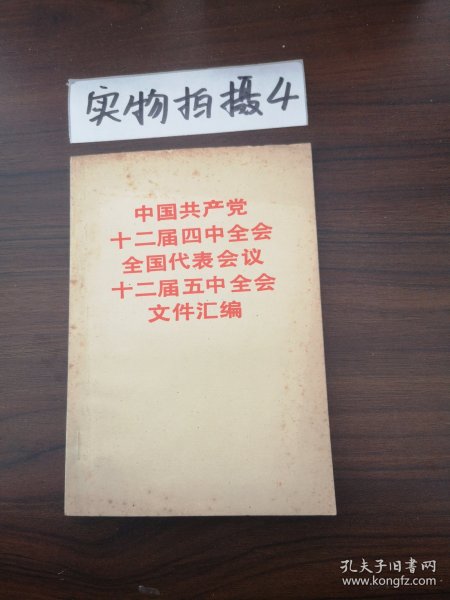 实物拍摄4
中国共产党
十二届四中全会
全国代表会议
十二届五中全会
文件汇编
孔夫子旧书网
www.kongfz.com